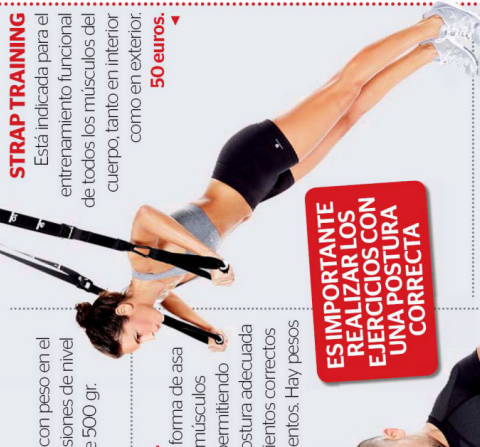 STRAP TRAINING
Está indicada para el
entrenamiento funcional
de todos los músculos del
cuerpo, tanto en interior
como en exterior.
50 euros.
con peso en el
siones de nivel
e 500 gr.
forma de asa
músculos
ermitiendo
ostura adecuada
ientos correctos
entos. Hay pesos
ES IMPORTANTE
REALIZAR LOS
EJERCICIOS CON
UNA POSTURA
CORRECTA